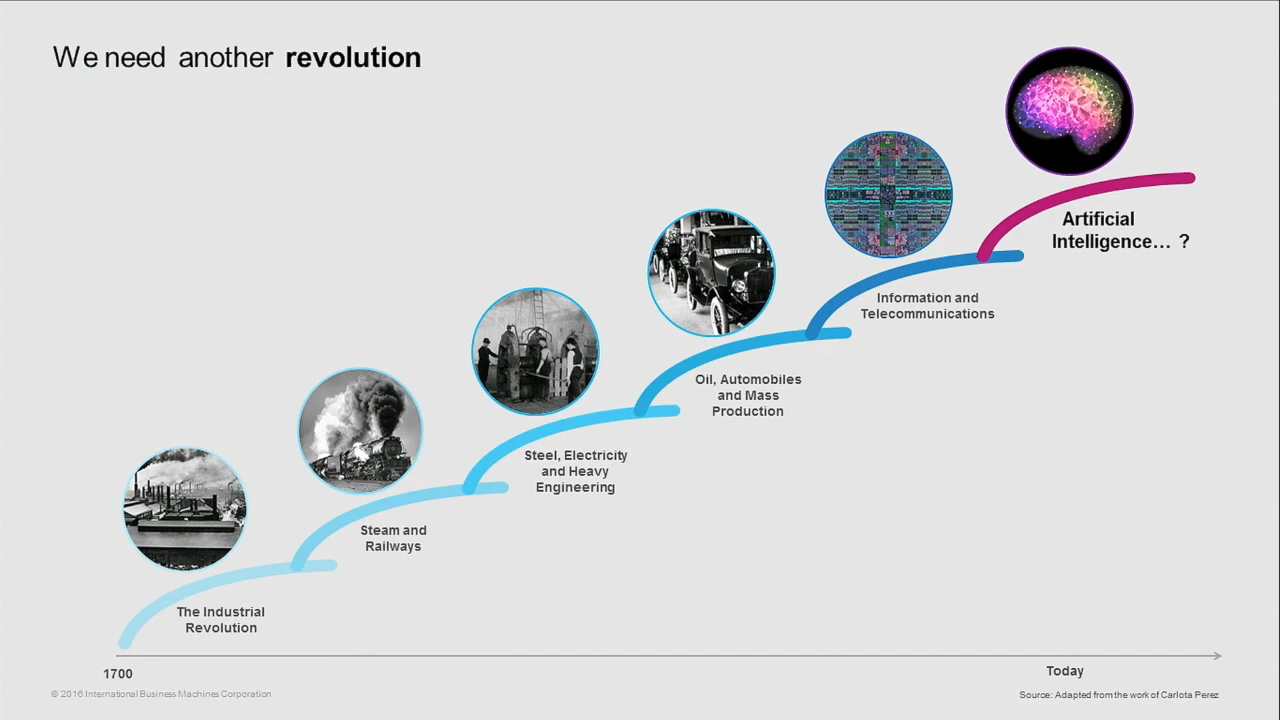 We need another revolution
Artificial
Intelligence... ?
Information and
Telecommunications
Oil, Automobiles
and Mass
Production
Steel, Electricity
and Heavy
Engineering
Steam and
Railways
The Industrial
Revolution
1700
Today
© 2016 International Business Machines Corporation
Source: Adapted from the work of Carlota Perez